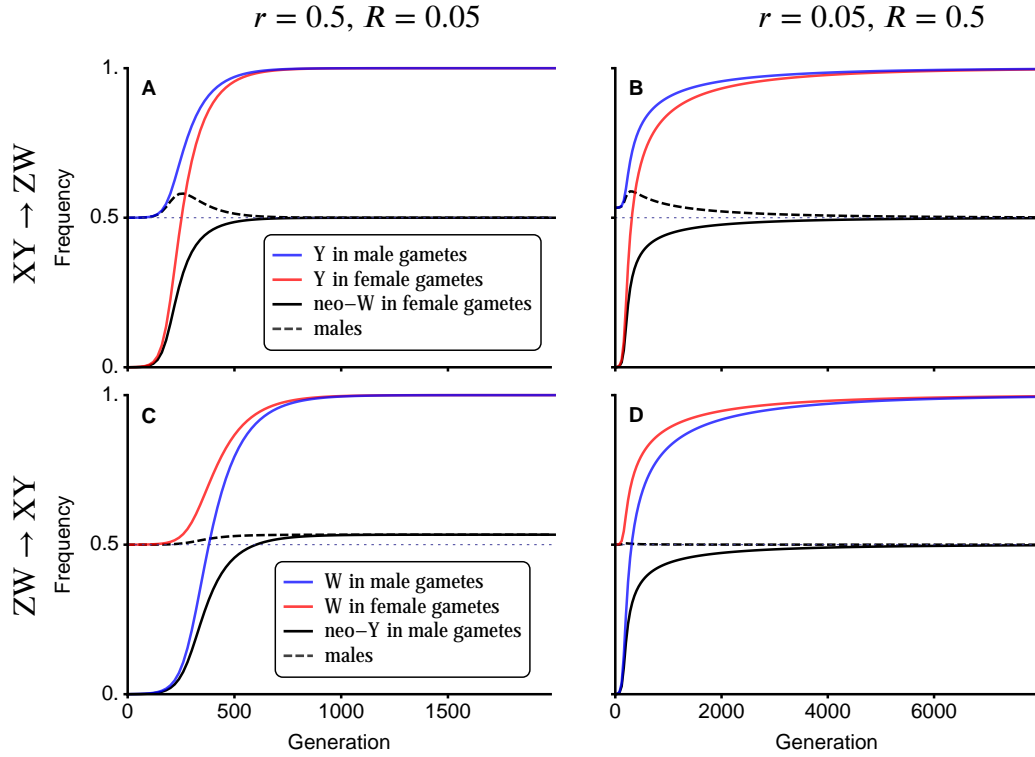 r = 0.5, R = 0.05
r = 0.05, R = 0.5
XY → ZW
Frequency
1.
0.5
0.
A
Y in male gametes
Y in female gametes
neo−W in female gametes
males
B
ZW → XY
Frequency
1.
0.5
0.
C
W in male gametes
W in female gametes
neo−Y in male gametes
males
D
0 500 1000 1500
0 2000 4000 6000
Generation
Generation